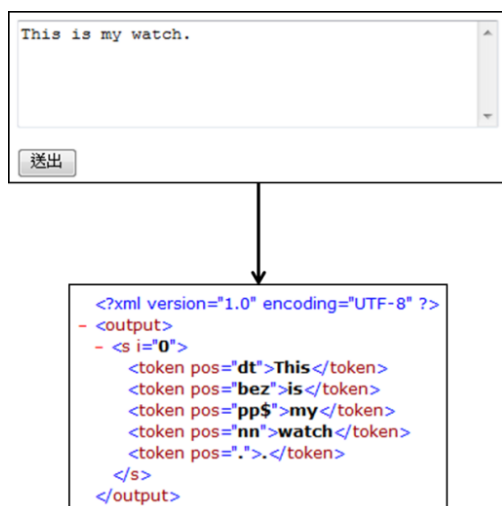 This is my watch.
送出
<?xml version="1.0" encoding="UTF-8" ?>
- <output>
- <s i="0">
<token pos="dt">This</token>
<token pos="bez">is</token>
<token pos="pp$">my</token>
<token pos="nn">watch</token>
<token pos=".">.</token>
</s>
</output>